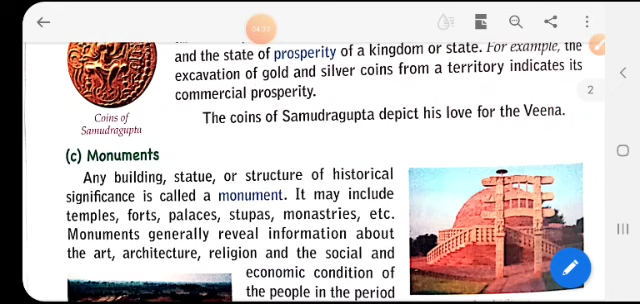 04:33
and the state of prosperity of a kingdom or state. For example, the
excavation of gold and silver coins from a territory indicates its
commercial prosperity.
2
Coins of
Samudragupta
The coins of Samudragupta depict his love for the Veena.
(c) Monuments
Any building, statue, or structure of historical
significance is called a monument. It may include
temples, forts, palaces, stupas, monasteries, etc.
Monuments generally reveal information about
the art, architecture, religion and the social and
economic condition of
the people in the period